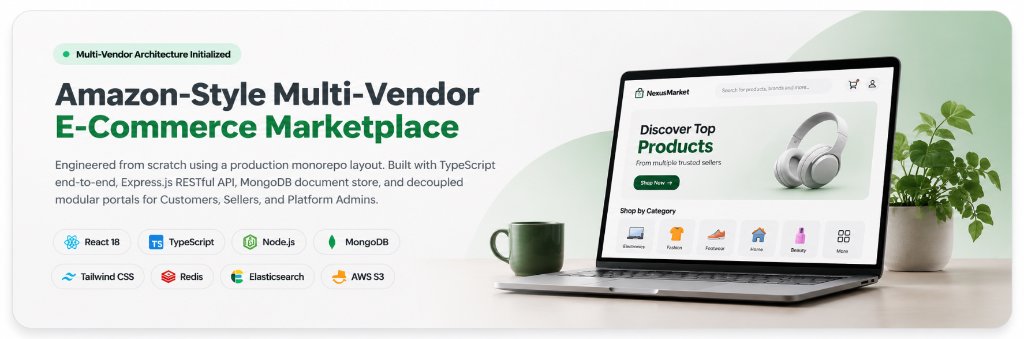 Multi-Vendor Architecture Initialized
Amazon-Style Multi-Vendor
E-Commerce Marketplace
Engineered from scratch using a production monorepo layout. Built with TypeScript
end-to-end, Express.js RESTful API, MongoDB document store, and decoupled
modular portals for Customers, Sellers, and Platform Admins.
React 18
TS TypeScript
Node.js
MongoDB
Tailwind CSS
Redis
Elasticsearch
AWS S3
NexusMarket
Search for products, brands and more...
Discover Top
Products
From multiple trusted sellers
Shop Now →
Shop by Category
Electronics
Fashion
Footwear
Home
Beauty
More